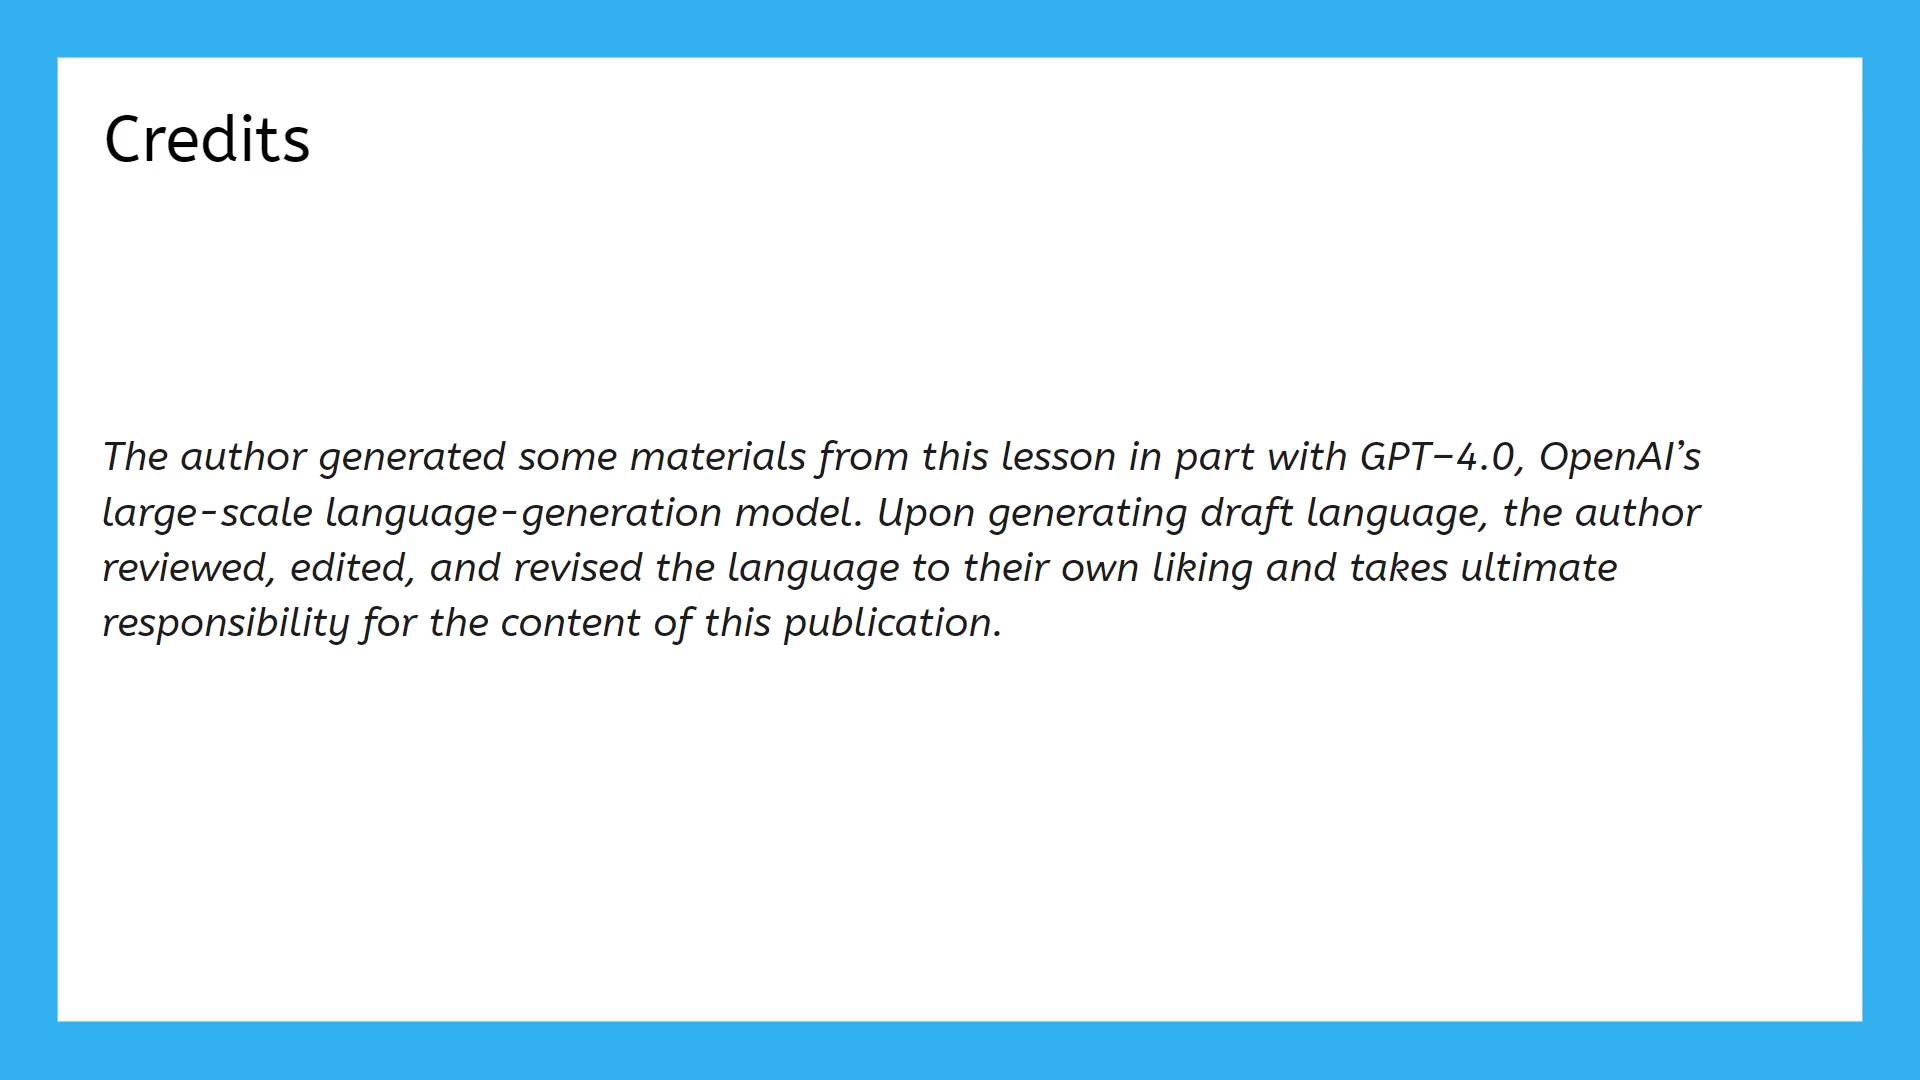 Credits
The author generated some materials from this lesson in part with GPT–4.0, OpenAI’s
large-scale language-generation model. Upon generating draft language, the author
reviewed, edited, and revised the language to their own liking and takes ultimate
responsibility for the content of this publication.